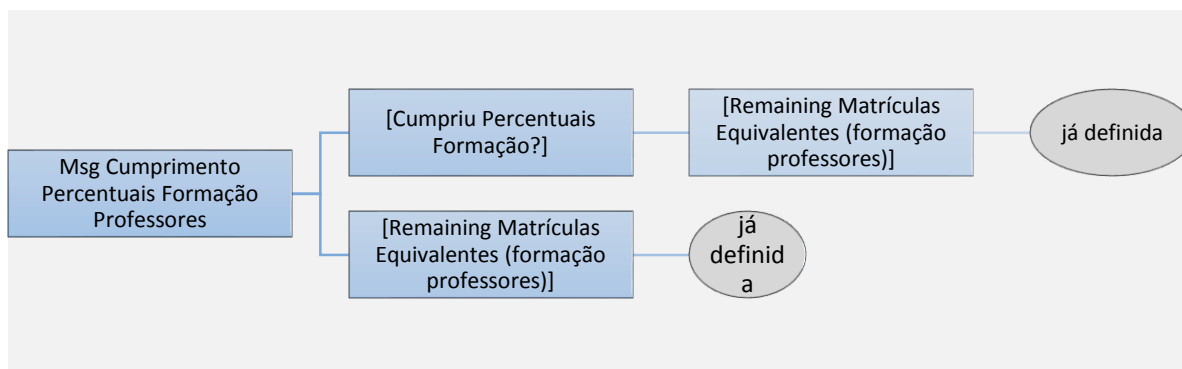 Msg Cumprimento
Percentuais Formação
Professores
[Cumpriu Percentuais
Formação?]
[Remaining Matrículas
Equivalentes (formação
professores)]
já definida
[Remaining Matrículas
Equivalentes (formação
professores)]
já
definid
a